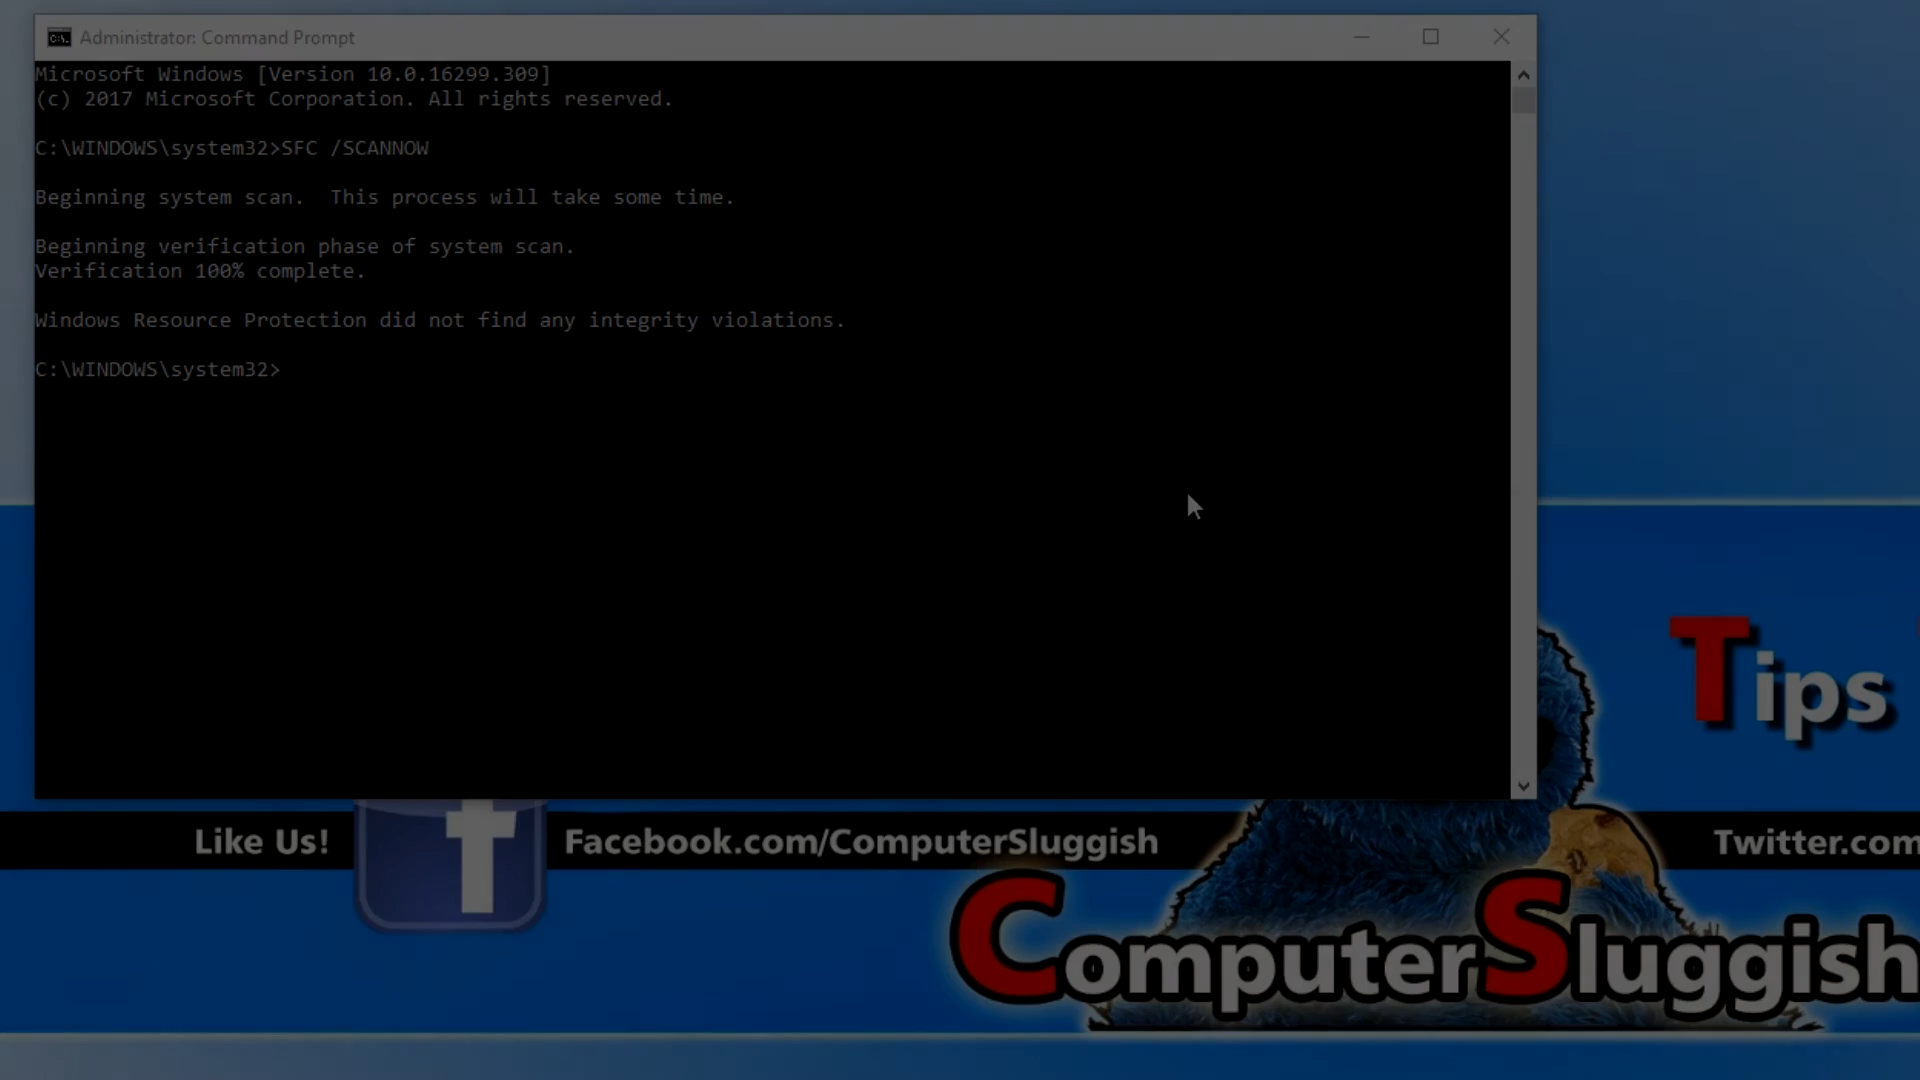 Administrator: Command Prompt
Microsoft Windows [Version 10.0.16299.309]
(c) 2017 Microsoft Corporation. All rights reserved.
C:\WINDOWS\system32>SFC /SCANNOW
Beginning system scan.  This process will take some time.
Beginning verification phase of system scan.
Verification 100% complete.
Windows Resource Protection did not find any integrity violations.
C:\WINDOWS\system32>
Tips
Like Us! Facebook.com/ComputerSluggish Twitter.com
ComputerSluggish